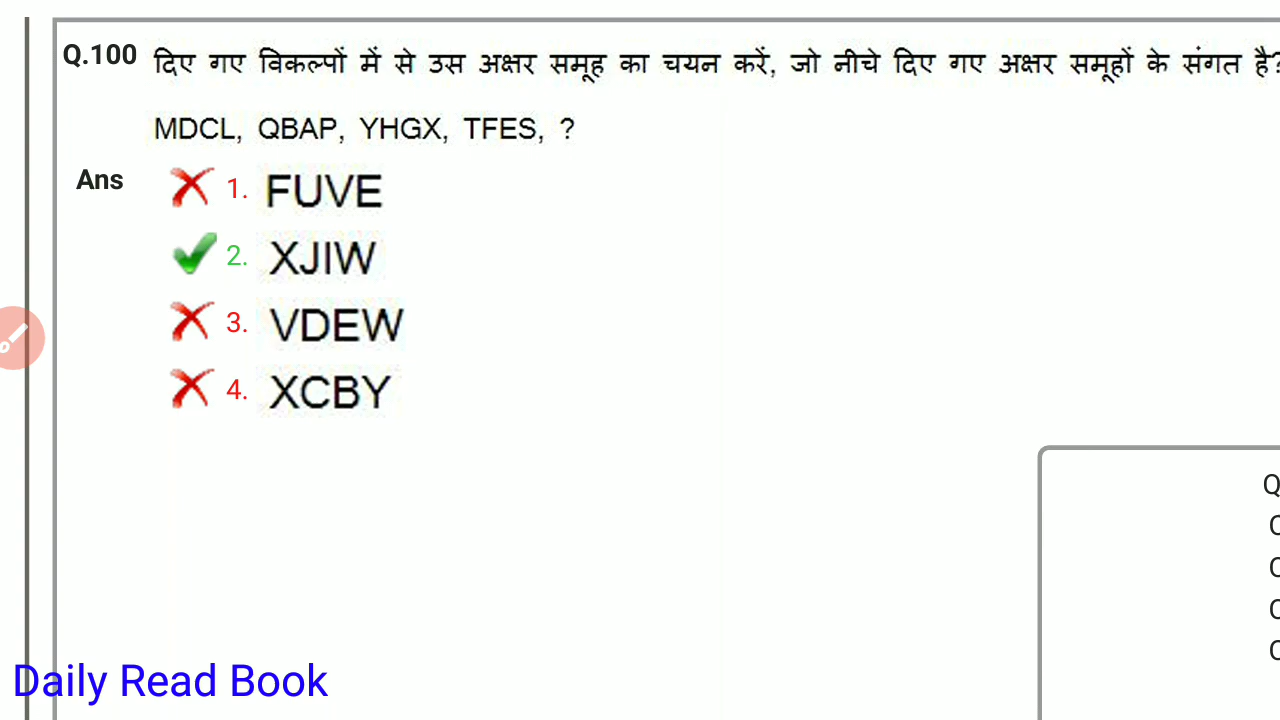 Q.100 दिए गए विकल्पों में से उस अक्षर समूह का चयन करें, जो नीचे दिए गए अक्षर समूहों के संगत है?
MDCL, QBAP, YHGX, TFES, ?
Ans
1. FUVE
2. XJIW
3. VDEW
4. XCBY
Daily Read Book